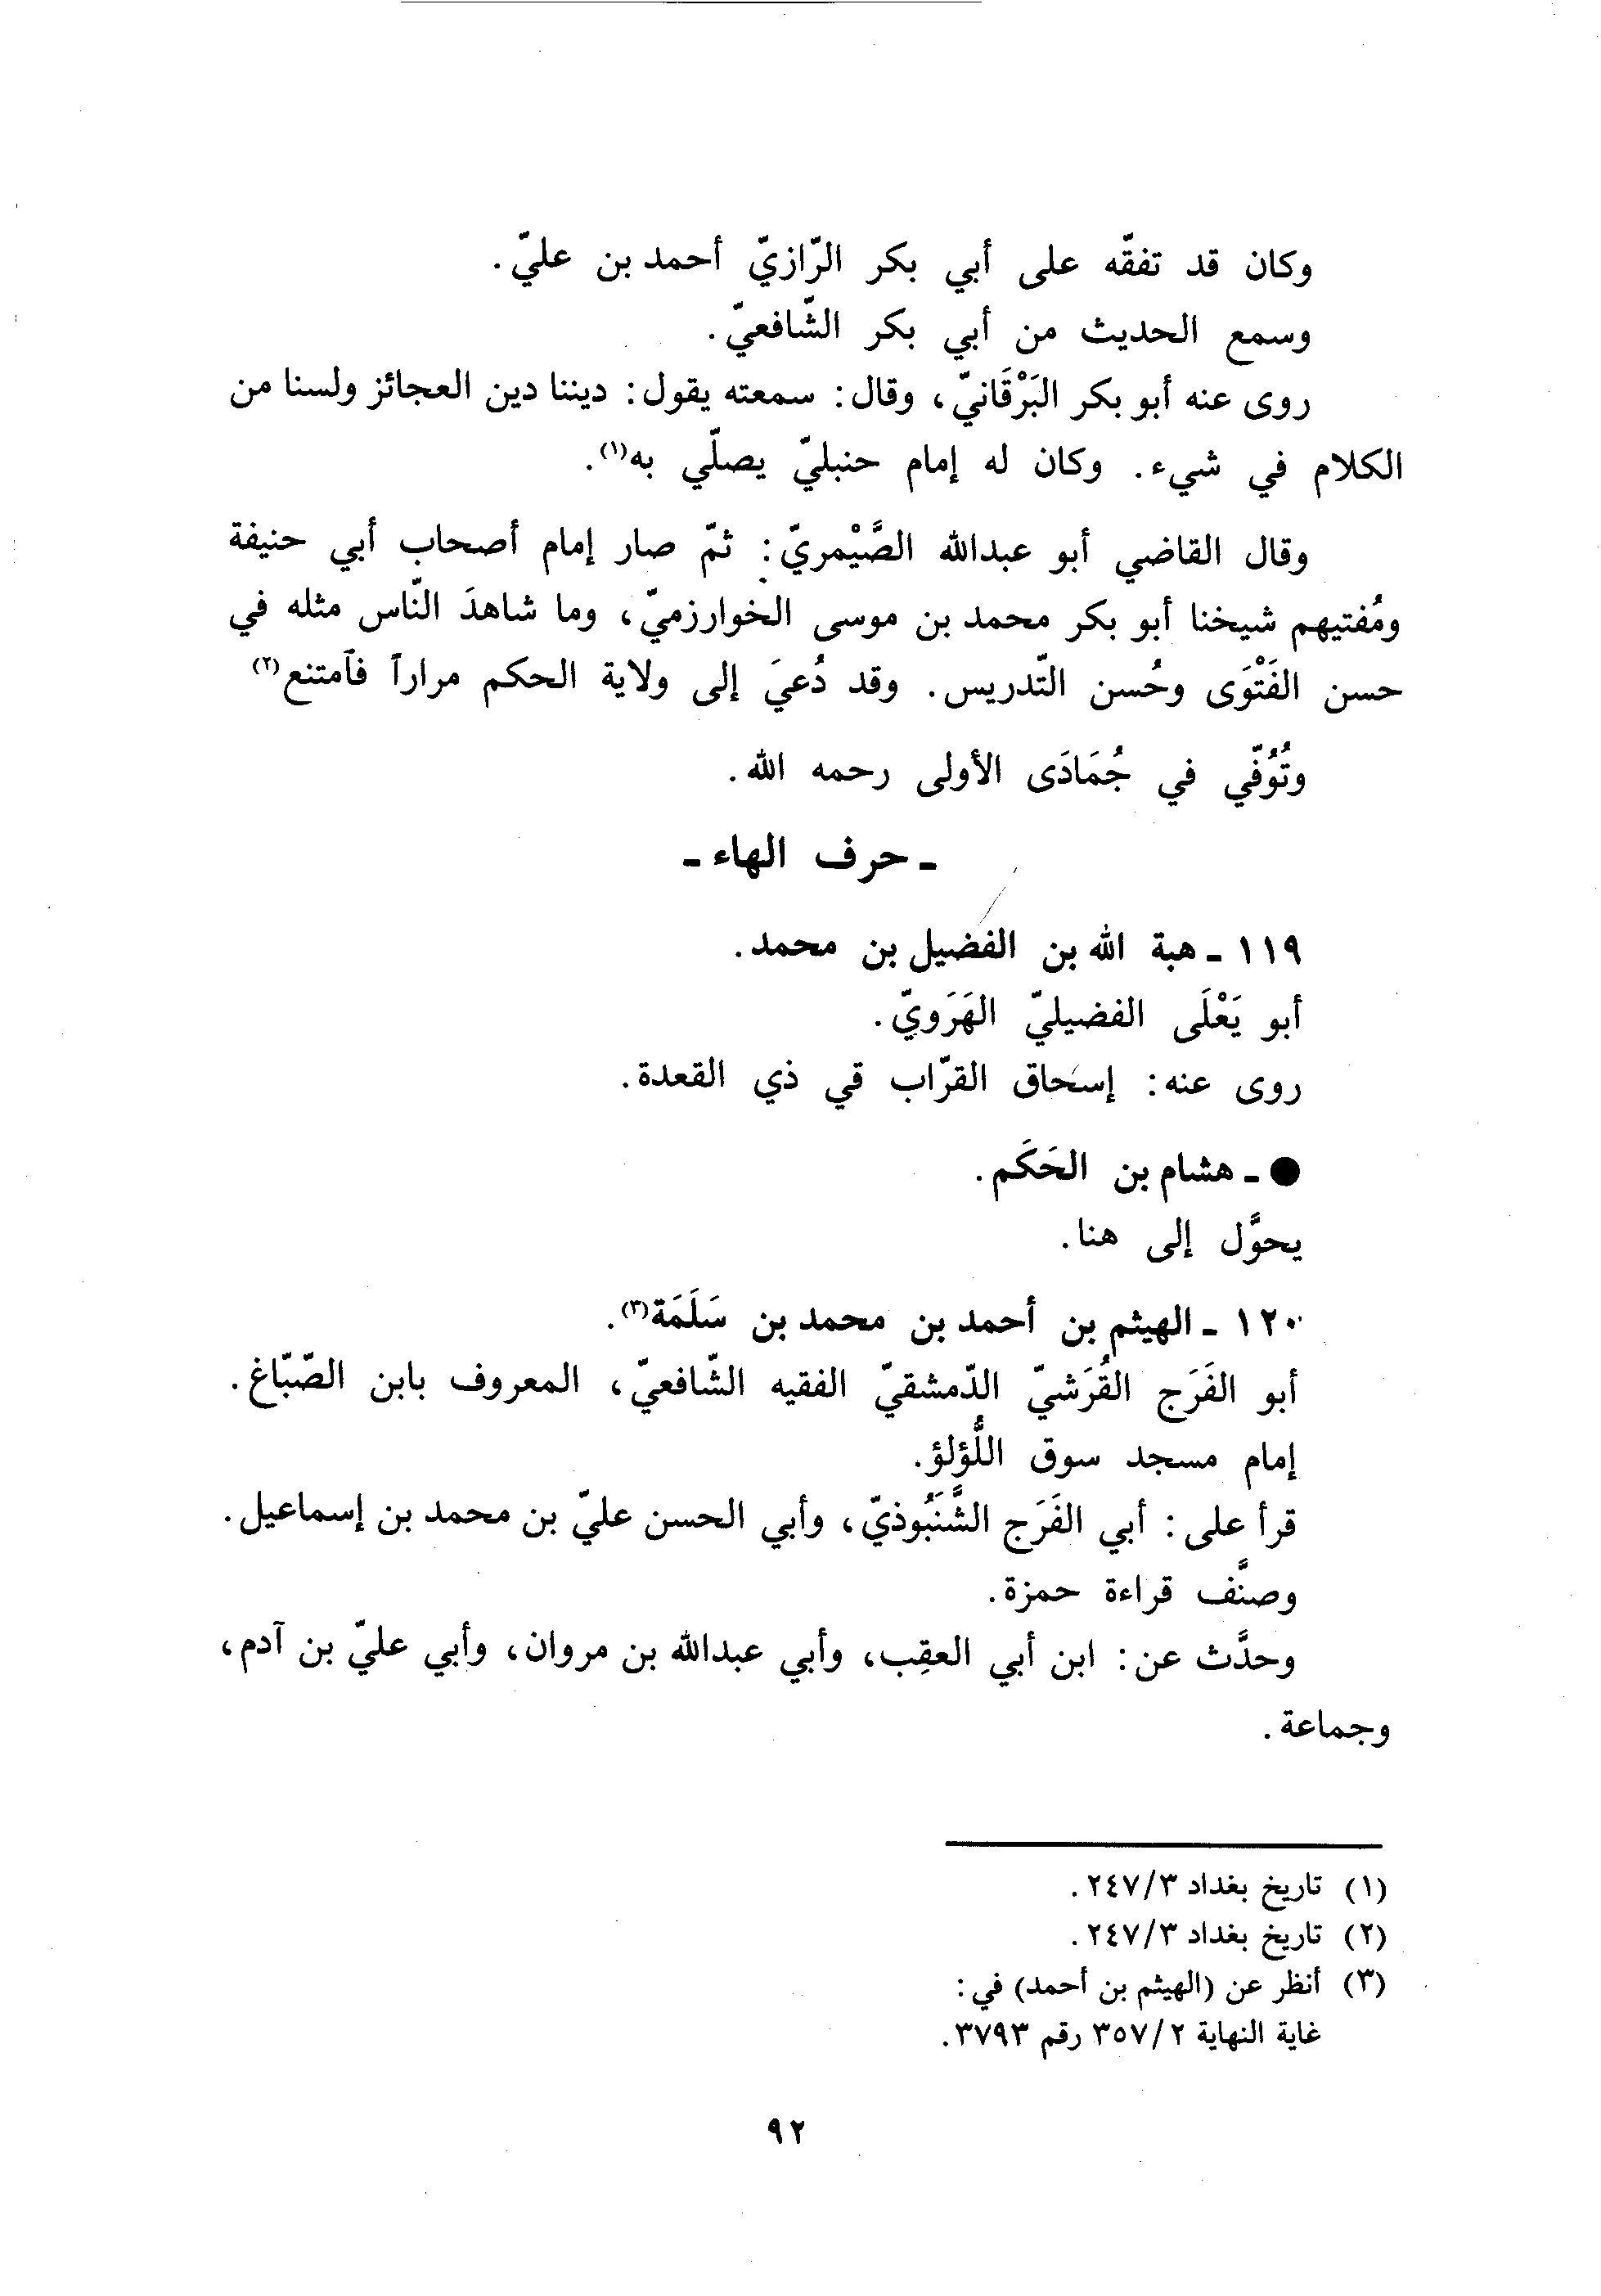 وكان قد تفقّه على أبي بكر الرّازيّ أحمد بن عليّ.
وسمع الحديث من أبي بكر الشّافعيّ.
روى عنه أبو بكر البَرْقَانيّ، وقال: سمعته يقول: ديننا دين العجائز ولسنا من
الكلام في شيء. وكان له إمام حنبليّ يصلّي به(١).
وقال القاضي أبو عبدالله الصَّيْمريّ: ثمّ صار إمام أصحاب أبي حنيفة
ومُفتيهم شيخنا أبو بكر محمد بن موسى الخوارزميّ، وما شاهدَ النّاس مثله في
حسن الفَتْوَى وحُسن التّدريس. وقد دُعيَ إلى ولاية الحكم مراراً فآمتنع(٢)
وتُوُفّي في جُمَادَى الأولى رحمه الله.
ـ حرف الهاء ـ
١١٩ ـ هبة الله بن الفضيل بن محمد.
أبو يَعْلَى الفضيليّ الهَرَويّ.
روى عنه: إسحاق القرّاب قي ذي القعدة.
● ـ هشام بن الحَكَم.
يحوَّل إلى هنا.
١٢٠ ـ الهيثم بن أحمد بن محمد بن سَلَمَة(٣).
أبو الفَرَج القُرَشيّ الدّمشقيّ الفقيه الشّافعيّ، المعروف بابن الصّبّاغ.
إمام مسجد سوق اللُّؤلؤ.
قرأ على: أبي الفَرَج الشَّنَبُوذيّ، وأبي الحسن عليّ بن محمد بن إسماعيل.
وصنَّف قراءة حمزة.
وحدَّث عن: ابن أبي العقِب، وأبي عبدالله بن مروان، وأبي عليّ بن آدم،
وجماعة.
(١) تاريخ بغداد ٢٤٧/٣.
(٢) تاريخ بغداد ٢٤٧/٣.
(٣) أنظر عن (الهيثم بن أحمد) في:
غاية النهاية ٣٥٧/٢ رقم ٣٧٩٣.
٩٢